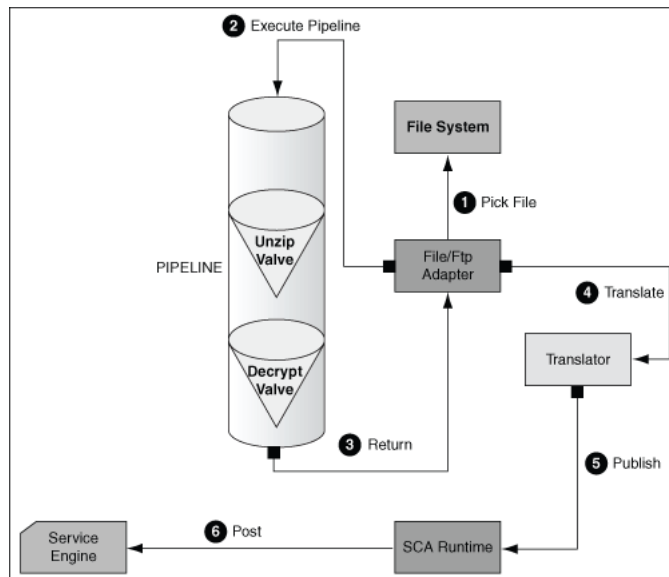 2 Execute Pipeline
File System
1 Pick File
Unzip
Valve
PIPELINE
File/Ftp
Adapter
4 Translate
Translator
Decrypt
Valve
3 Return
5 Publish
6 Post
Service
Engine
SCA Runtime